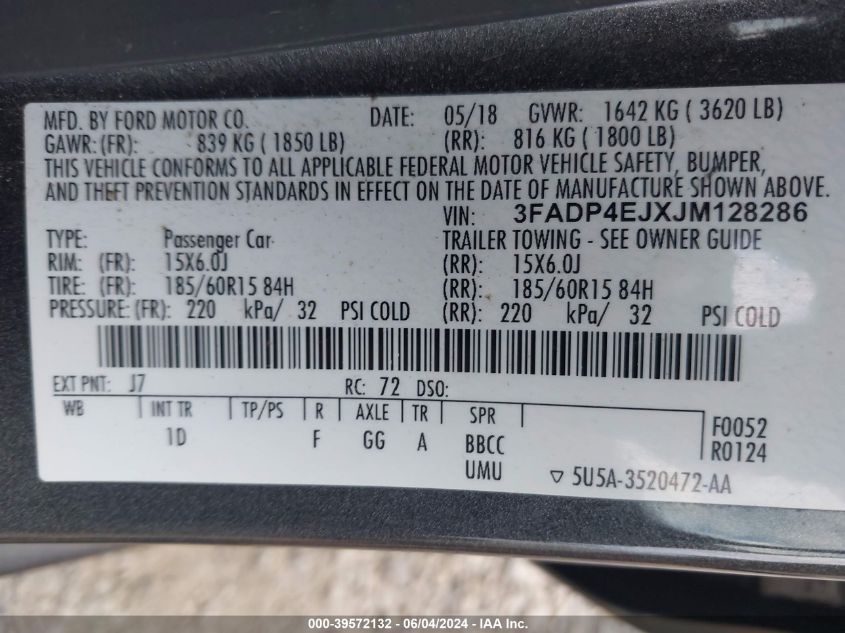 MFD. BY FORD MOTOR CO. DATE: 05/18 GVWR: 1642 KG ( 3620 LB)
GAWR:(FR): 839 KG ( 1850 LB) (RR): 816 KG ( 1800 LB)
THIS VEHICLE CONFORMS TO ALL APPLICABLE FEDERAL MOTOR VEHICLE SAFETY, BUMPER,
AND THEFT PREVENTION STANDARDS IN EFFECT ON THE DATE OF MANUFACTURE SHOWN ABOVE.
VIN: 3FADP4EJXJM128286
TYPE: Passenger Car TRAILER TOWING - SEE OWNER GUIDE
RIM: (FR): 15X6.0J (RR): 15X6.0J
TIRE: (FR): 185/60R15 84H (RR): 185/60R15 84H
PRESSURE: (FR): 220 kPa/ 32 PSI COLD (RR): 220 kPa/ 32 PSI COLD
EXT PNT: J7 RC: 72 DSO:
WB INT TR TP/PS R AXLE TR SPR F0052
1D F GG A BBCC R0124
UMU ▽ 5U5A-3520472-AA
000-39572132 - 06/04/2024 - IAAI.com